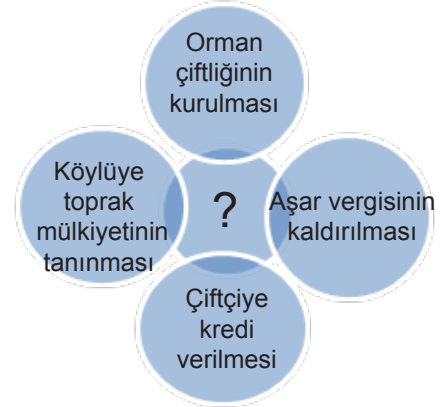 Orman
çiftliğinin
kurulması
Köylüye
toprak
mülkiyetinin
tanınması
?
Aşar vergisinin
kaldırılması
Çiftçiye
kredi
verilmesi